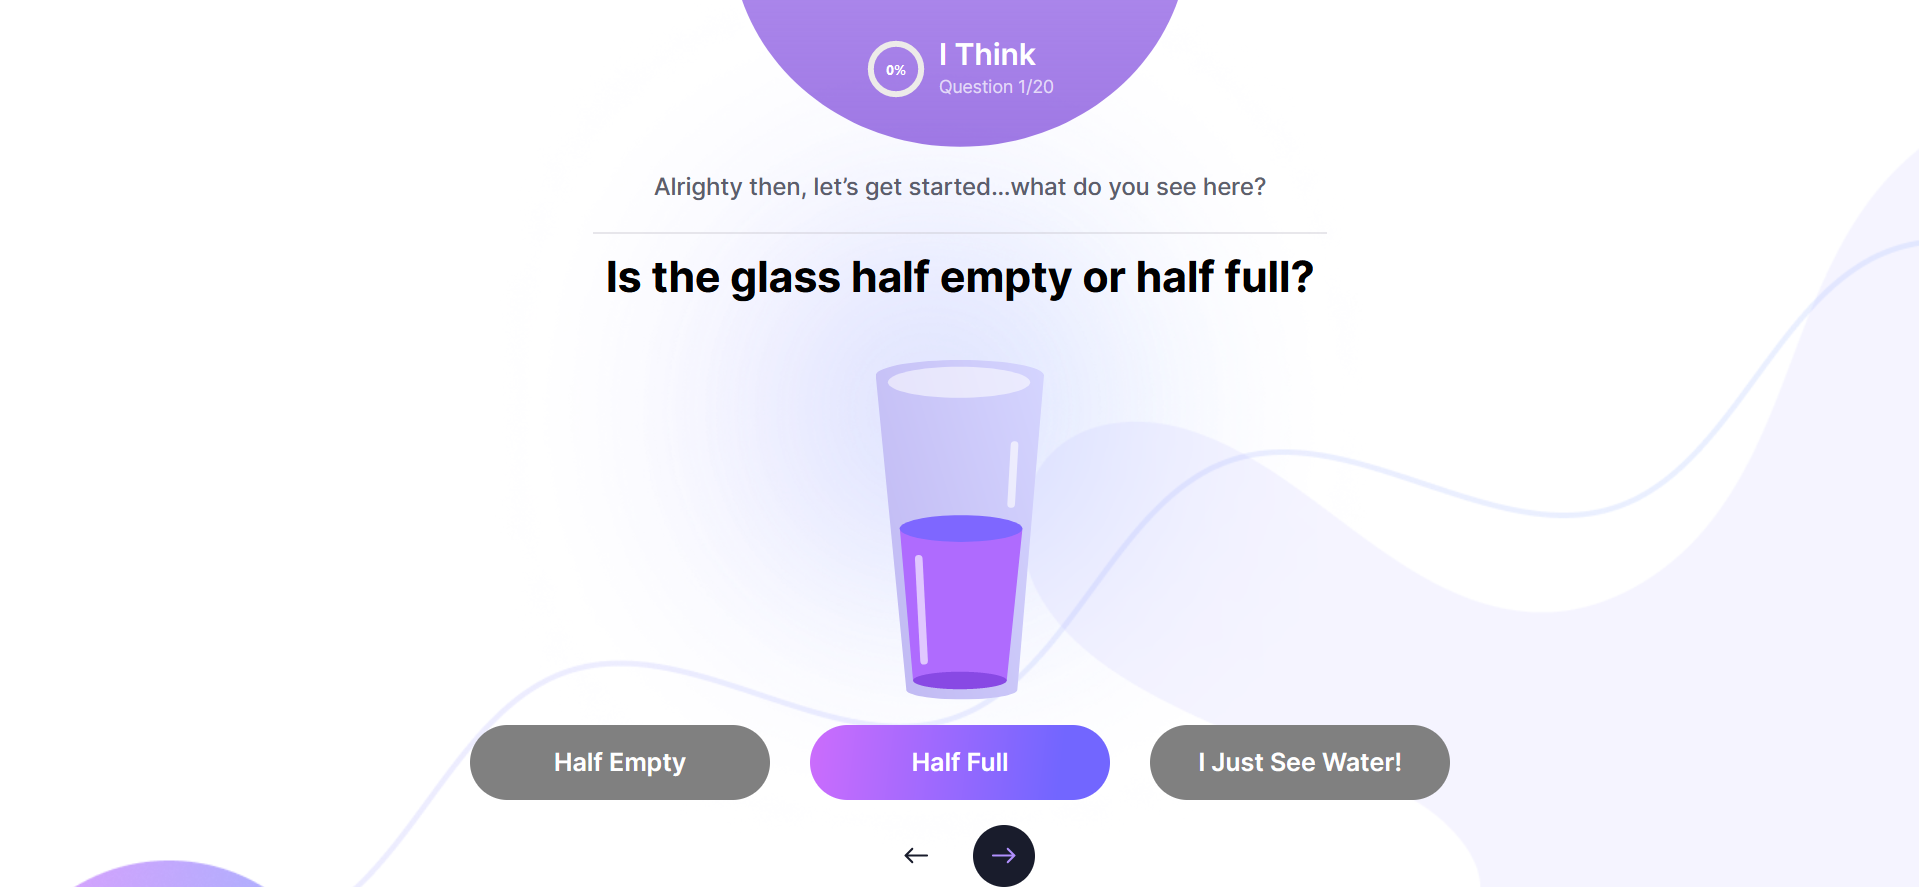 0%
I Think
Question 1/20
Alrighty then, let’s get started...what do you see here?
Is the glass half empty or half full?
Half Empty
Half Full
I Just See Water!